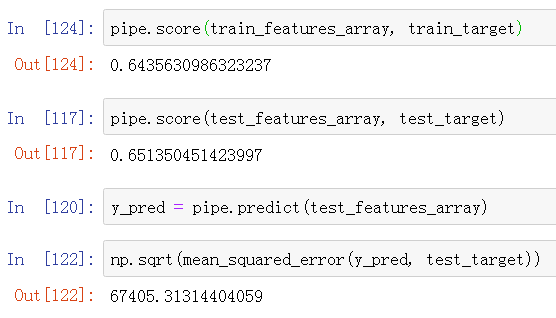 In [124]: pipe.score(train_features_array, train_target)
Out[124]: 0.6435630986323237
In [117]: pipe.score(test_features_array, test_target)
Out[117]: 0.651350451423997
In [120]: y_pred = pipe.predict(test_features_array)
In [122]: np.sqrt(mean_squared_error(y_pred, test_target))
Out[122]: 67405.31314404059